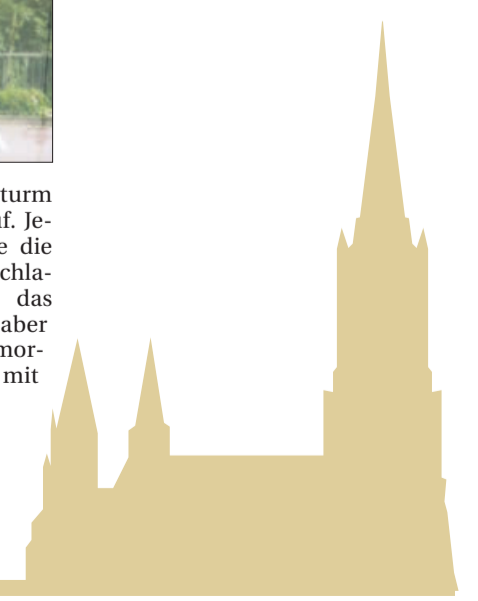 turm
f. Je-
e die
chla-
das
aber
mor-
mit